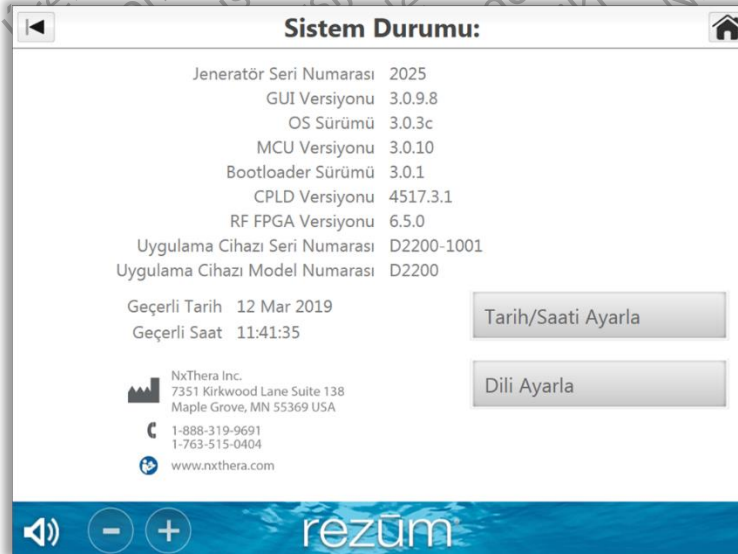 Sistem Durumu:
Jeneratör Seri Numarası 2025
GUI Versiyonu 3.0.9.8
OS Sürümü 3.0.3c
MCU Versiyonu 3.0.10
Bootloader Sürümü 3.0.1
CPLD Versiyonu 4517.3.1
RF FPGA Versiyonu 6.5.0
Uygulama Cihazı Seri Numarası D2200-1001
Uygulama Cihazı Model Numarası D2200
Geçerli Tarih 12 Mar 2019
Geçerli Saat 11:41:35
Tarih/Saati Ayarla
Dili Ayarla
NxThera Inc.
7351 Kirkwood Lane Suite 138
Maple Grove, MN 55369 USA
1-888-319-9691
1-763-515-0404
www.nxthera.com
rezūm